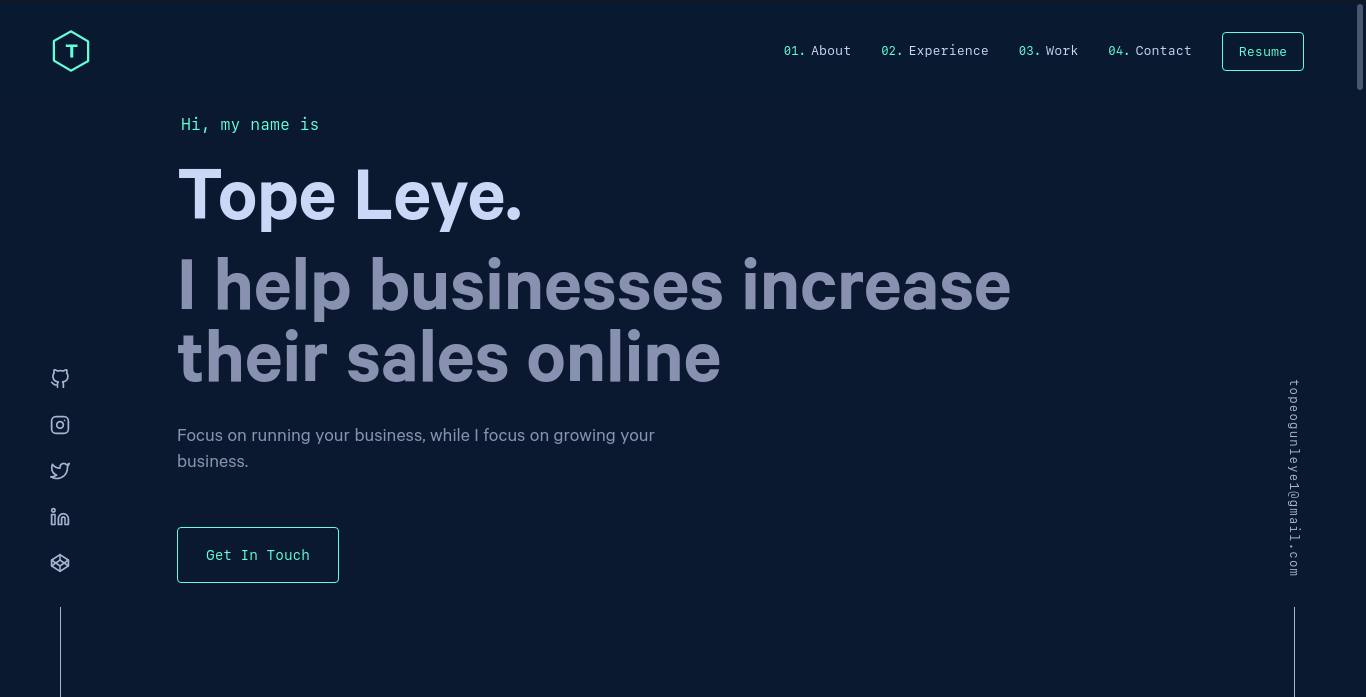 T
01. About 02. Experience 03. Work 04. Contact Resume
Hi, my name is
Tope Leye.
I help businesses increase
their sales online
Focus on running your business, while I focus on growing your
business.
Get In Touch
topeogunleye1@gmail.com